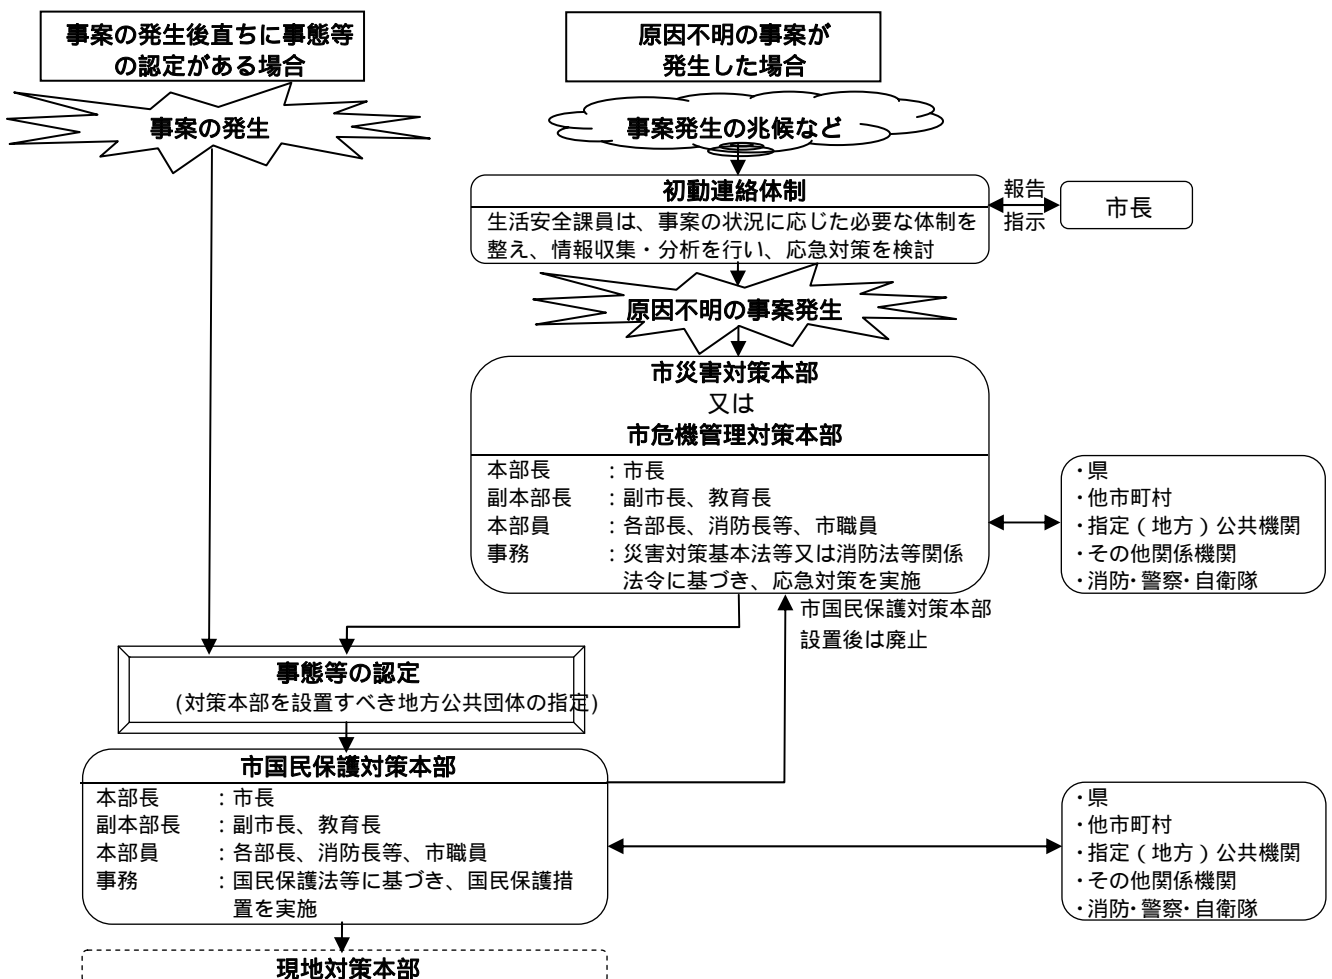 事案の発生後直ちに事態等
の認定がある場合
原因不明の事案が
発生した場合
事案の発生
事案発生の兆候など
初動連絡体制
生活安全課員は、事案の状況に応じた必要な体制を
整え、情報収集・分析を行い、応急対策を検討
報告
指示
市長
原因不明の事案発生
市災害対策本部
又は
市危機管理対策本部
本部長　：市長
副本部長　：副市長、教育長
本部員　：各部長、消防長等、市職員
事務　：災害対策基本法等又は消防法等関係
法令に基づき、応急対策を実施
・県
・他市町村
・指定（地方）公共機関
・その他関係機関
・消防・警察・自衛隊
市国民保護対策本部
設置後は廃止
事態等の認定
(対策本部を設置すべき地方公共団体の指定)
市国民保護対策本部
本部長　：市長
副本部長　：副市長、教育長
本部員　：各部長、消防長等、市職員
事務　：国民保護法等に基づき、国民保護措
置を実施
・県
・他市町村
・指定（地方）公共機関
・その他関係機関
・消防・警察・自衛隊
現地対策本部